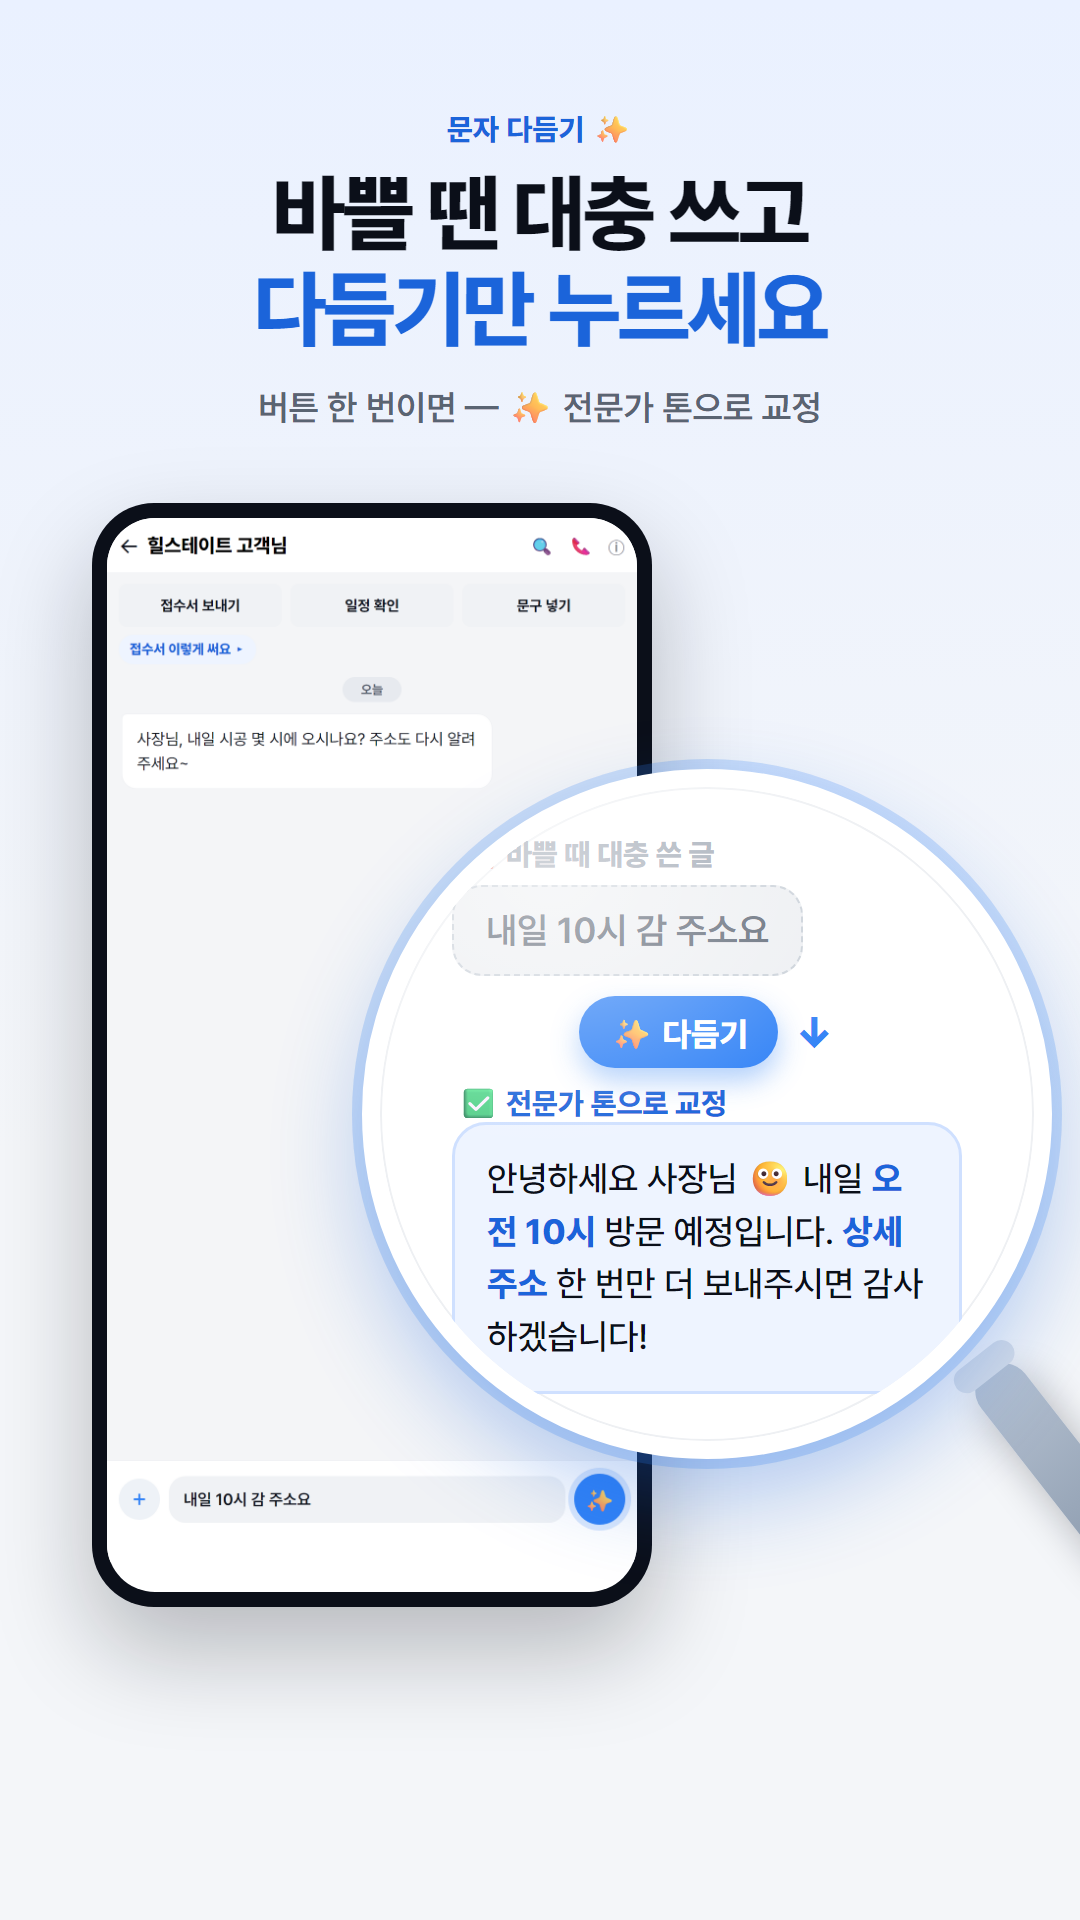 문자 다듬기 ✨
바쁠 땐 대충 쓰고
다듬기만 누르세요
버튼 한 번이면 — ✨ 전문가 톤으로 교정
← 힐스테이트 고객님
접수서 보내기 일정 확인 문구 넣기
접수서 이렇게 써요 ▸
오늘
사장님, 내일 시공 몇 시에 오시나요? 주소도 다시 알려
주세요~
바쁠 때 대충 쓴 글
내일 10시 감 주소요
✨ 다듬기 ↓
✅ 전문가 톤으로 교정
안녕하세요 사장님 🙂 내일 오
전 10시 방문 예정입니다. 상세
주소 한 번만 더 보내주시면 감사
하겠습니다!
+ 내일 10시 감 주소요 ✨